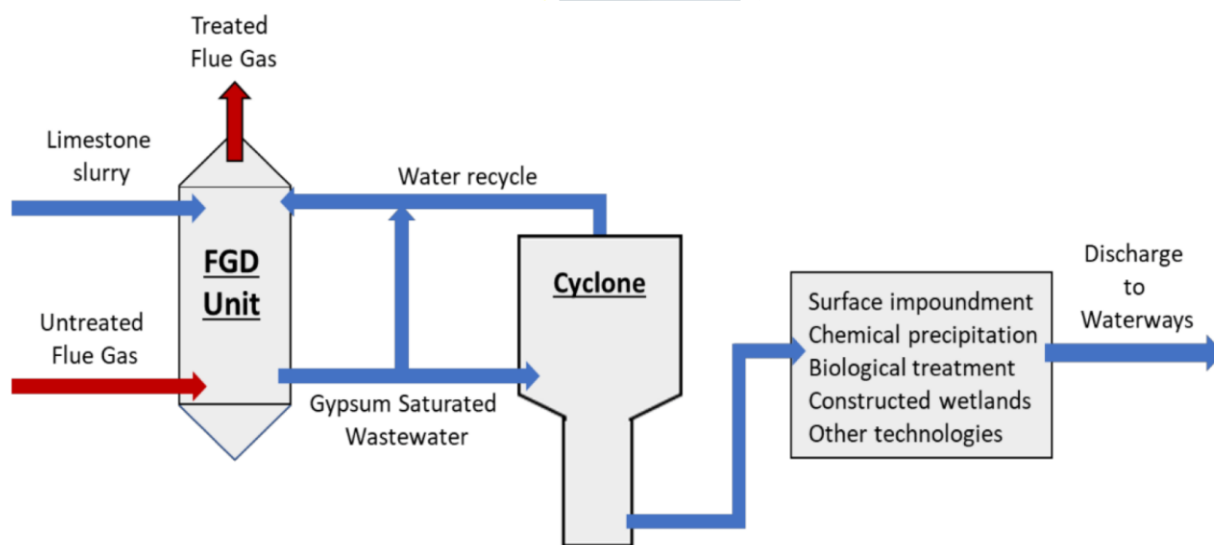 Treated
Flue Gas
Limestone
slurry
Water recycle
FGD
Unit
Cyclone
Untreated
Flue Gas
Gypsum Saturated
Wastewater
Surface impoundment
Chemical precipitation
Biological treatment
Constructed wetlands
Other technologies
Discharge
to
Waterways